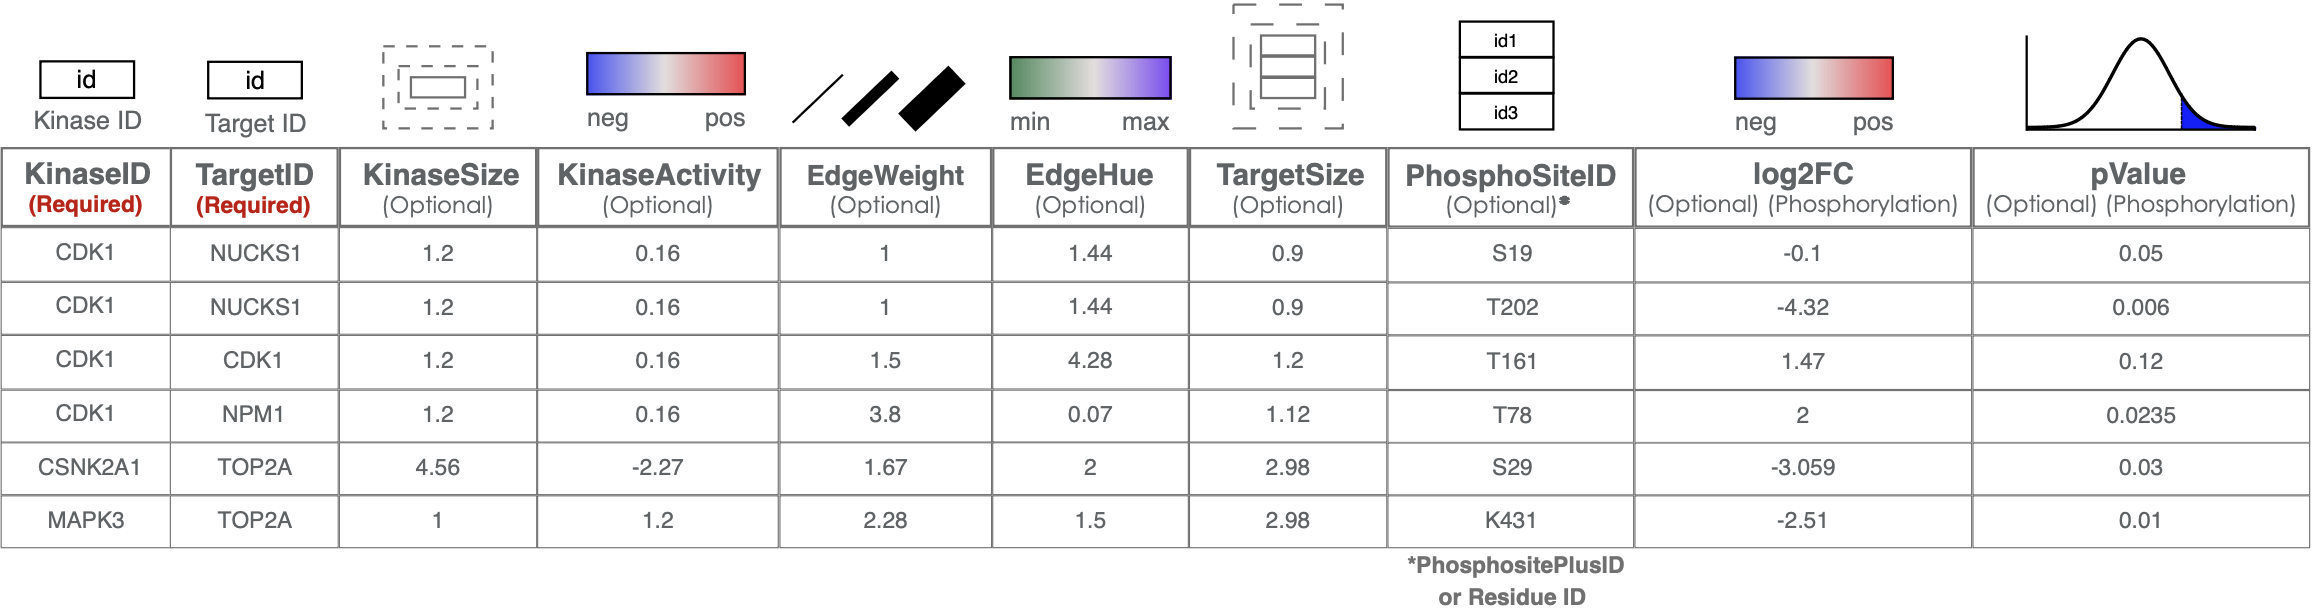 id
Kinase ID
id
Target ID
neg pos
min max
id1
id2
id3
neg pos
KinaseID (Required)
TargetID (Required)
KinaseSize (Optional)
KinaseActivity (Optional)
EdgeWeight (Optional)
EdgeHue (Optional)
TargetSize (Optional)
PhosphoSiteID (Optional)*
log2FC (Optional) (Phosphorylation)
pValue (Optional) (Phosphorylation)
CDK1 NUCKS1 1.2 0.16 1 1.44 0.9 S19 -0.1 0.05
CDK1 NUCKS1 1.2 0.16 1 1.44 0.9 T202 -4.32 0.006
CDK1 CDK1 1.2 0.16 1.5 4.28 1.2 T161 1.47 0.12
CDK1 NPM1 1.2 0.16 3.8 0.07 1.12 T78 2 0.0235
CSNK2A1 TOP2A 4.56 -2.27 1.67 2 2.98 S29 -3.059 0.03
MAPK3 TOP2A 1 1.2 2.28 1.5 2.98 K431 -2.51 0.01
*PhosphositePlusID
or Residue ID